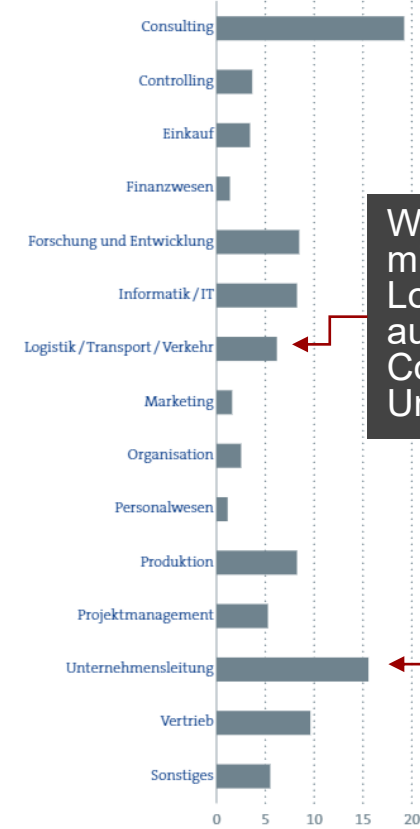 Consulting
Controlling
Einkauf
Finanzwesen
Forschung und Entwicklung
Informatik/IT
Logistik/Transport/Verkehr
Marketing
Organisation
Personalwesen
Produktion
Projektmanagement
Unternehmensleitung
Vertrieb
Sonstiges
0 5 10 15 20